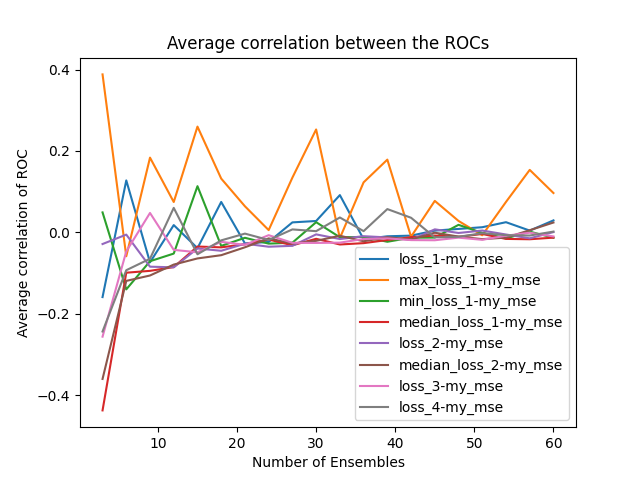 Average correlation between the ROCs
Average correlation of ROC
0.4
0.2
0.0
−0.2
−0.4
loss_1-my_mse
max_loss_1-my_mse
min_loss_1-my_mse
median_loss_1-my_mse
loss_2-my_mse
median_loss_2-my_mse
loss_3-my_mse
loss_4-my_mse
10 20 30 40 50 60
Number of Ensembles